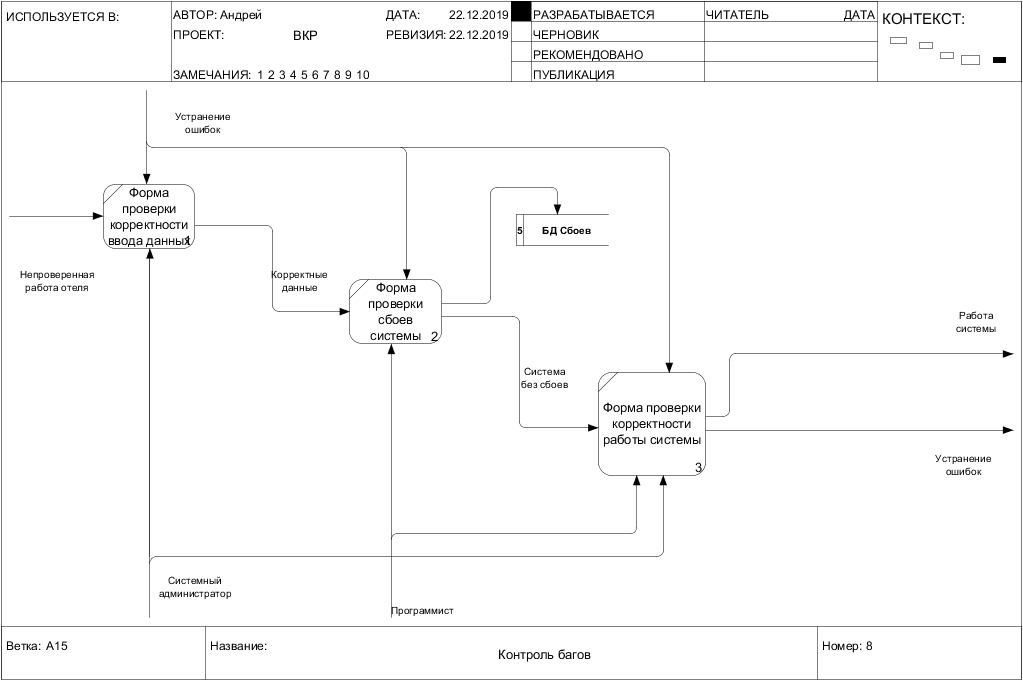 ИСПОЛЬЗУЕТСЯ В:
АВТОР: Андрей
ДАТА: 22.12.2019
РАЗРАБАТЫВАЕТСЯ
ЧИТАТЕЛЬ
ДАТА
КОНТЕКСТ:
ПРОЕКТ: ВКР
РЕВИЗИЯ: 22.12.2019
ЧЕРНОВИК
РЕКОМЕНДОВАНО
ЗАМЕЧАНИЯ: 1 2 3 4 5 6 7 8 9 10
ПУБЛИКАЦИЯ
Устранение
ошибок
Форма
проверки
корректности
ввода данных
1
Непроверенная
работа отеля
Корректные
данные
5 БД Сбоев
Форма
проверки
сбоев
системы 2
Система
без сбоев
Форма проверки
корректности
работы системы
3
Работа
системы
Устранение
ошибок
Системный
администратор
Программист
Ветка: A15
Название:
Контроль багов
Номер: 8